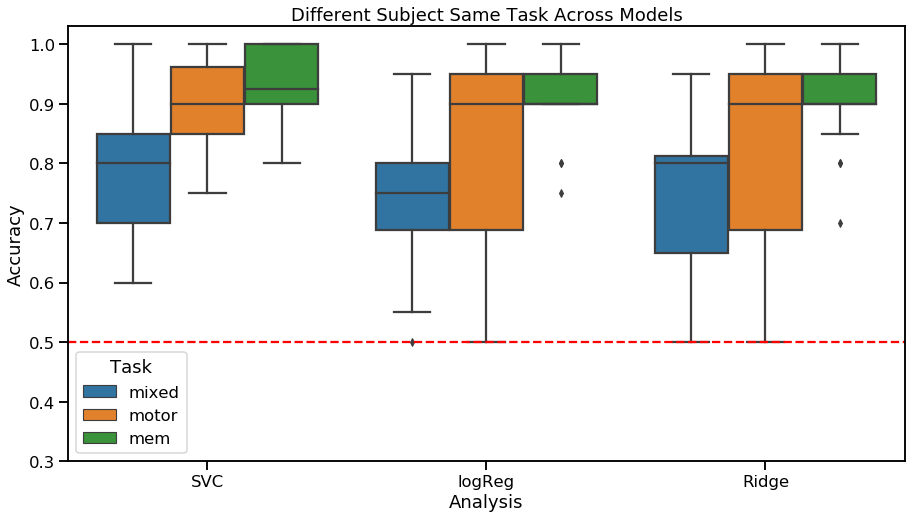 Different Subject Same Task Across Models
1.0
0.9
0.8
0.7
0.6
0.5
0.4
0.3
Accuracy
Task
mixed
motor
mem
SVC
logReg
Ridge
Analysis